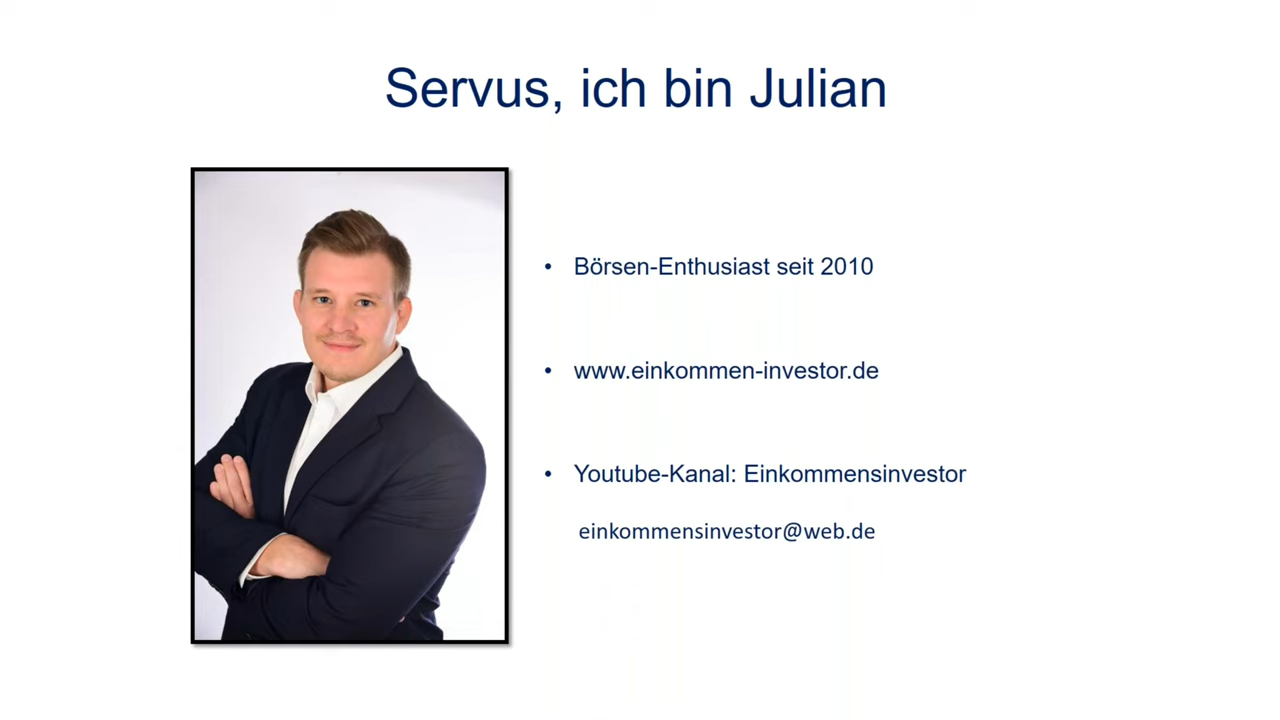 Servus, ich bin Julian
• Börsen-Enthusiast seit 2010
• www.einkommen-investor.de
• Youtube-Kanal: Einkommensinvestor
einkommensinvestor@web.de